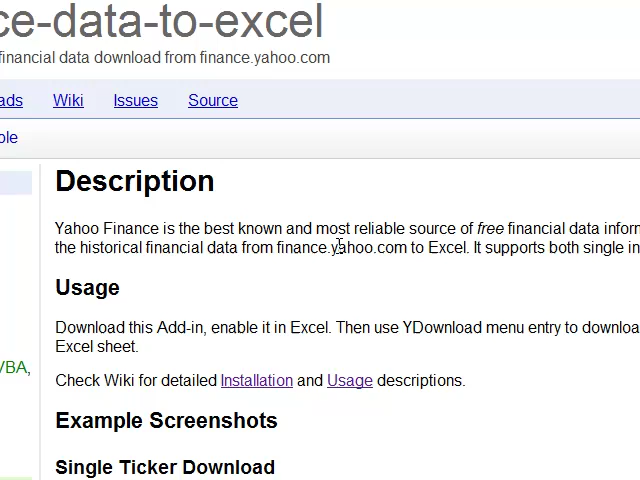 ce-data-to-excel
financial data download from finance.yahoo.com
ads Wiki Issues Source
ple
Description
Yahoo Finance is the best known and most reliable source of free financial data inform
the historical financial data from finance.yahoo.com to Excel. It supports both single in
Usage
Download this Add-in, enable it in Excel. Then use YDownload menu entry to downloa
Excel sheet.
VBA,
Check Wiki for detailed Installation and Usage descriptions.
Example Screenshots
Single Ticker Download